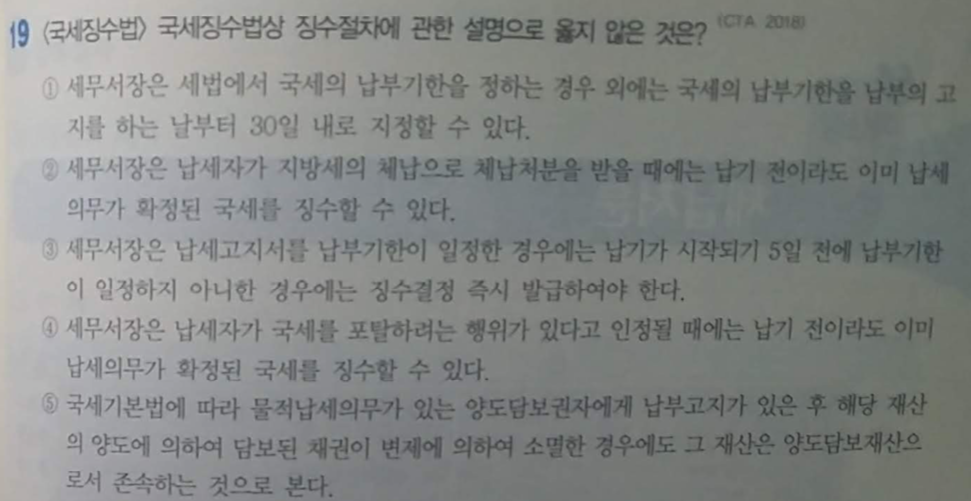 19 〈국세징수법〉 국세징수법상 징수절차에 관한 설명으로 옳지 않은 것은? (CTA 2018)
① 세무서장은 세법에서 국세의 납부기한을 정하는 경우 외에는 국세의 납부기한을 납부의 고
지를 하는 날부터 30일 내로 지정할 수 있다.
② 세무서장은 납세자가 지방세의 체납으로 체납처분을 받을 때에는 납기 전이라도 이미 납세
의무가 확정된 국세를 징수할 수 있다.
③ 세무서장은 납세고지서를 납부기한이 일정한 경우에는 납기가 시작되기 5일 전에 납부기한
이 일정하지 아니한 경우에는 징수결정 즉시 발급하여야 한다.
④ 세무서장은 납세자가 국세를 포탈하려는 행위가 있다고 인정될 때에는 납기 전이라도 이미
납세의무가 확정된 국세를 징수할 수 있다.
⑤ 국세기본법에 따라 물적납세의무가 있는 양도담보권자에게 납부고지가 있은 후 해당 재산
의 양도에 의하여 담보된 채권이 변제에 의하여 소멸한 경우에도 그 재산은 양도담보재산으
로서 존속하는 것으로 본다.